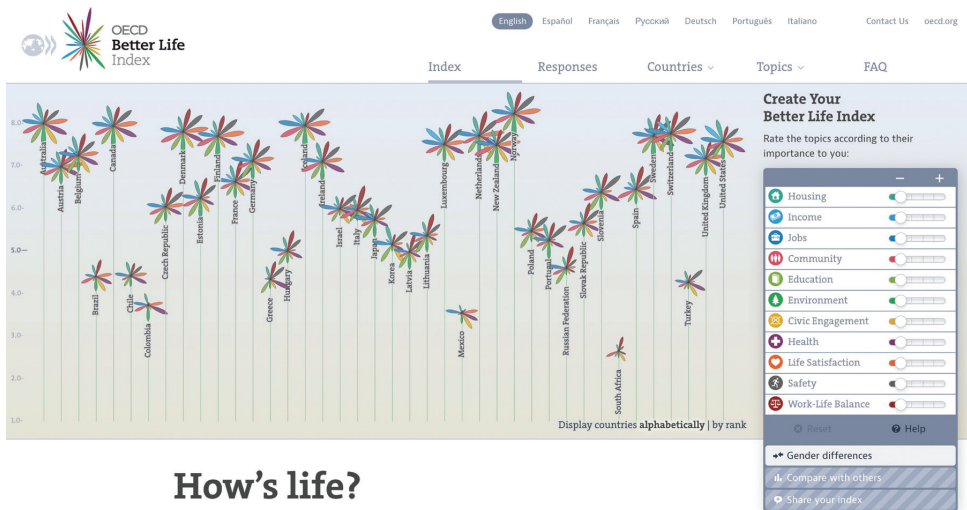 OECD
Better Life
Index
English Español Français Русский Deutsch Português Italiano Contact Us oecd.org
Index Responses Countries Topics FAQ
8.0-
7.0-
6.0-
5.0—
4.0-
3.0-
2.0-
1.0-
Australia
Austria
Belgium
Brazil
Canada
Chile
Colombia
Czech Republic
Denmark
Estonia
Finland
France
Germany
Greece
Hungary
Iceland
Ireland
Israel
Italy
Japan
Korea
Latvia
Lithuania
Luxembourg
Mexico
Netherlands
New Zealand
Norway
Poland
Portugal
Russian Federation
Slovak Republic
Slovenia
South Africa
Spain
Sweden
Switzerland
Turkey
United Kingdom
United States
Display countries alphabetically | by rank
Create Your
Better Life Index
Rate the topics according to their
importance to you:
− +
Housing
Income
Jobs
Community
Education
Environment
Civic Engagement
Health
Life Satisfaction
Safety
Work-Life Balance
Reset Help
Gender differences
Compare with others
Share your index
How's life?